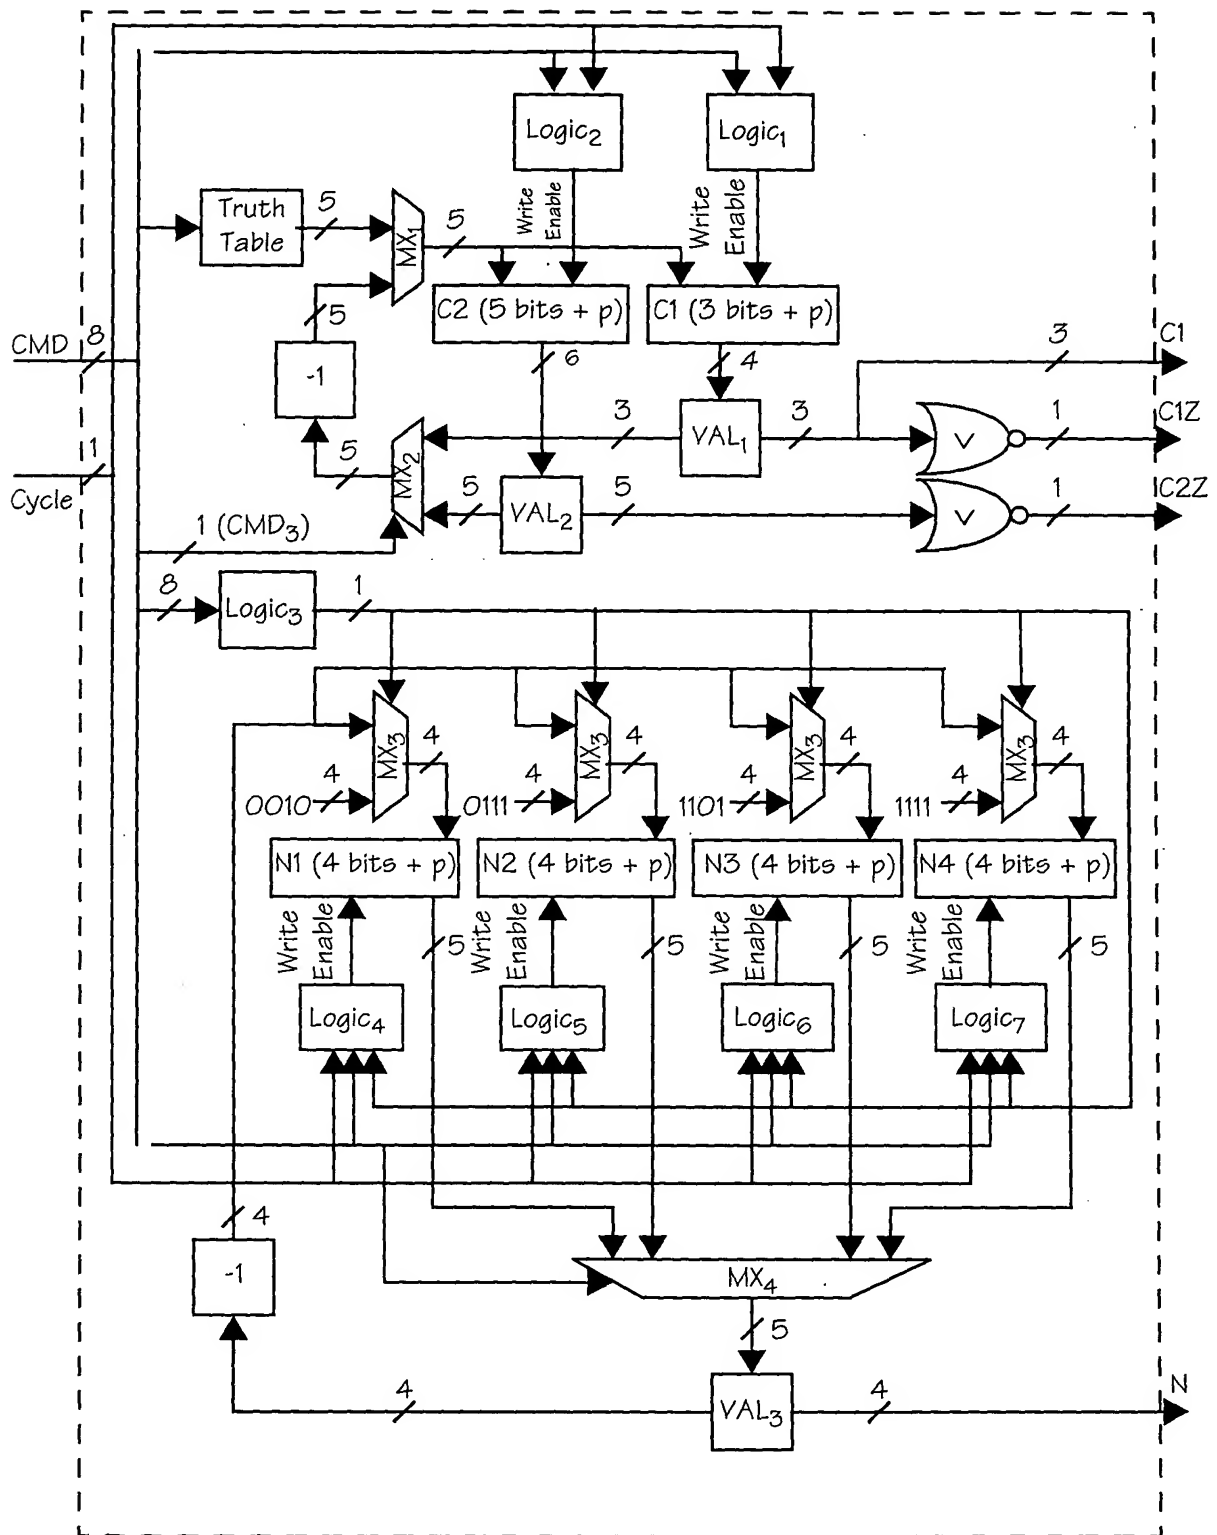 Logic2
Logic1
Write
Enable
Write
Enable
Truth
Table
5
MX1
5
C2 (5 bits + p)
C1 (3 bits + p)
5
-1
CMD
8
6
4
3
C1
VAL1
3
3
1
C1Z
MX2
5
Cycle
1
VAL2
5
5
1
C2Z
1 (CMD3)
8
Logic3
1
MX3
4
MX3
4
MX3
4
MX3
4
0010
4
0111
4
1101
4
1111
4
N1 (4 bits + p)
N2 (4 bits + p)
N3 (4 bits + p)
N4 (4 bits + p)
Write
Enable
5
Write
Enable
5
Write
Enable
5
Write
Enable
5
Logic4
Logic5
Logic6
Logic7
4
-1
MX4
5
4
VAL3
4
N